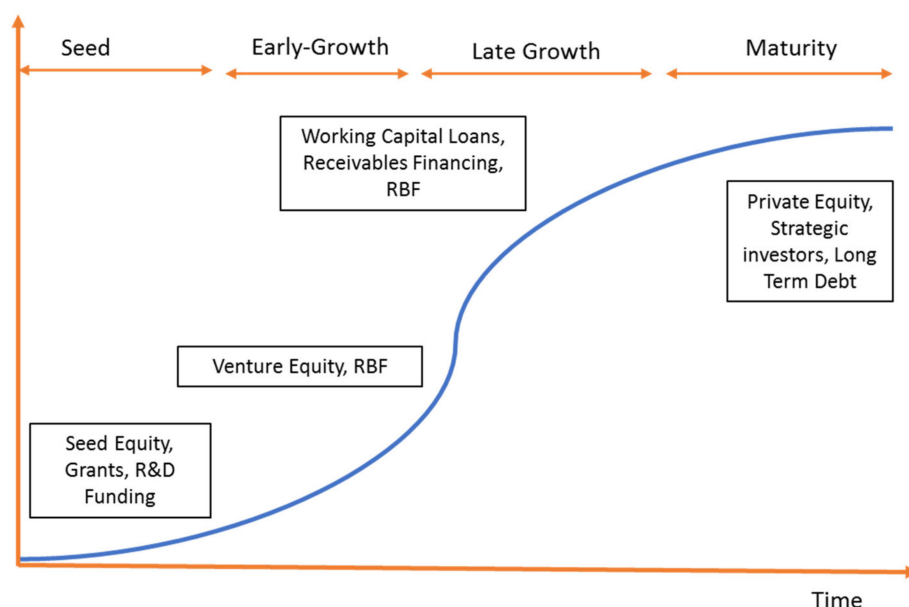 Seed
Early-Growth
Late Growth
Maturity
Working Capital Loans,
Receivables Financing,
RBF
Private Equity,
Strategic
investors, Long
Term Debt
Venture Equity, RBF
Seed Equity,
Grants, R&D
Funding
Time